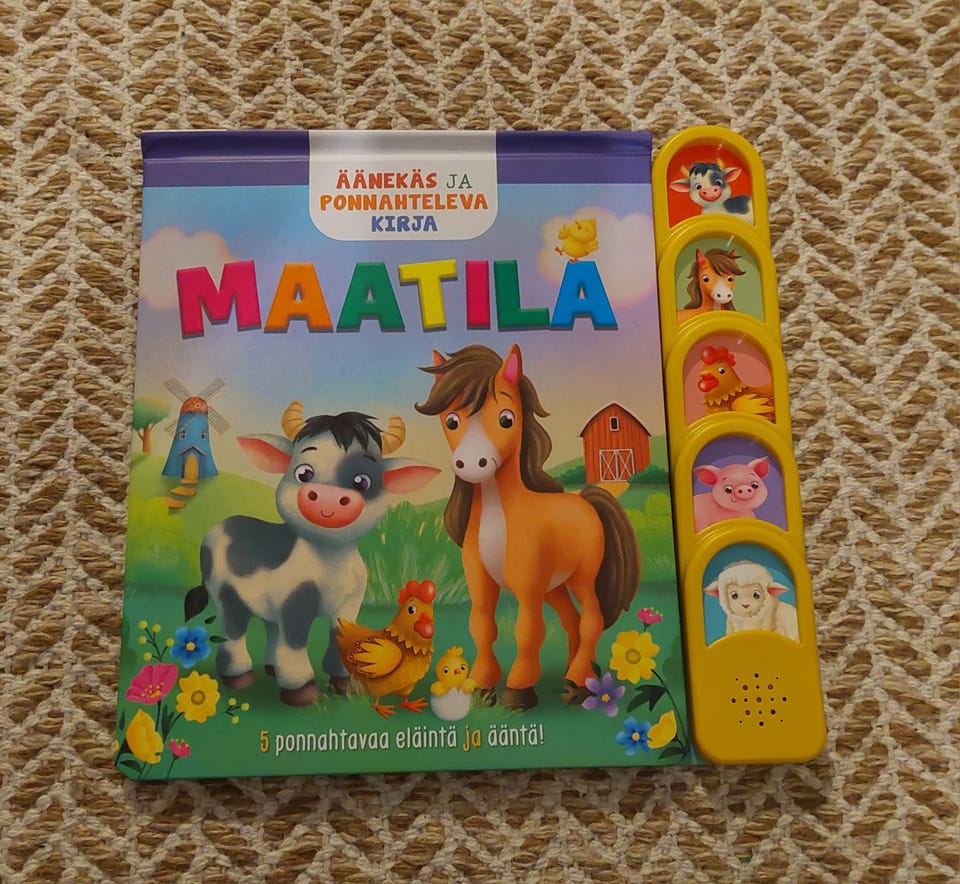 ÄÄNEKÄS JA
PONNAHTELEVA
KIRJA
MAATILA
5 ponnahtavaa eläintä ja ääntä!